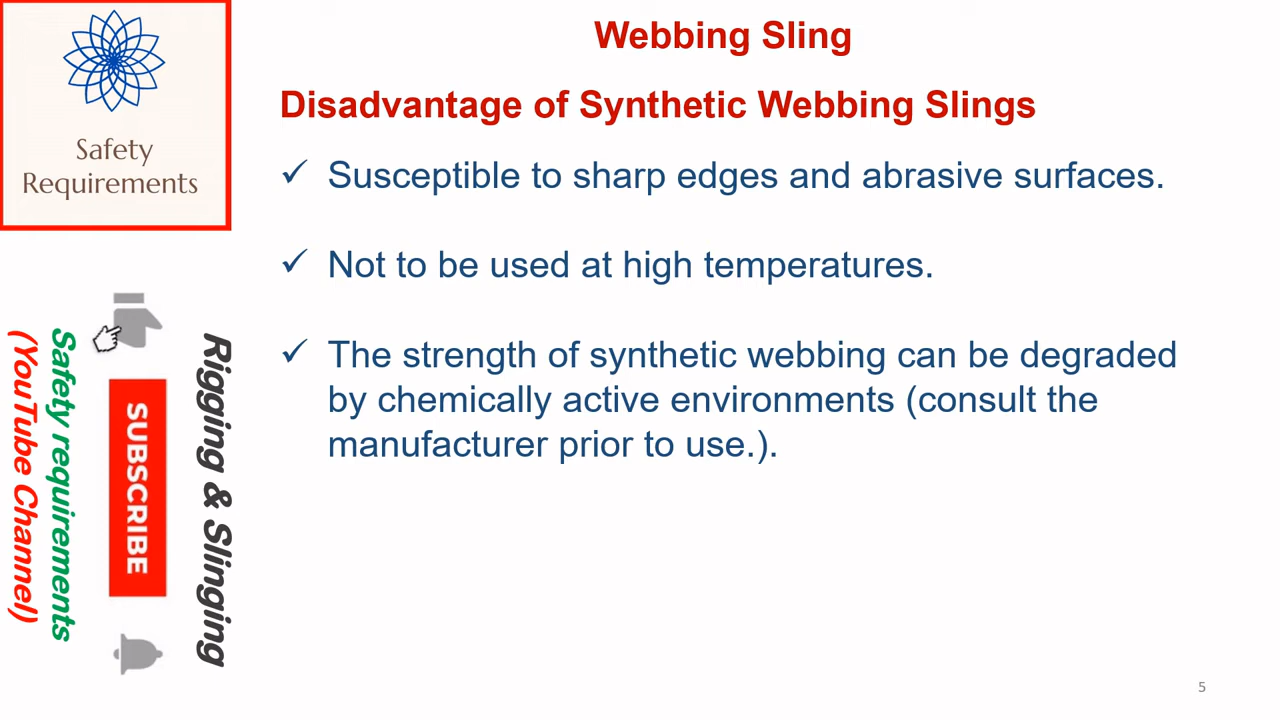 Safety
Requirements
Webbing Sling
Disadvantage of Synthetic Webbing Slings
✓ Susceptible to sharp edges and abrasive surfaces.
✓ Not to be used at high temperatures.
✓ The strength of synthetic webbing can be degraded
by chemically active environments (consult the
manufacturer prior to use.).
Rigging & Slinging
SUBSCRIBE
Safety requirements
(YouTube Channel)
5